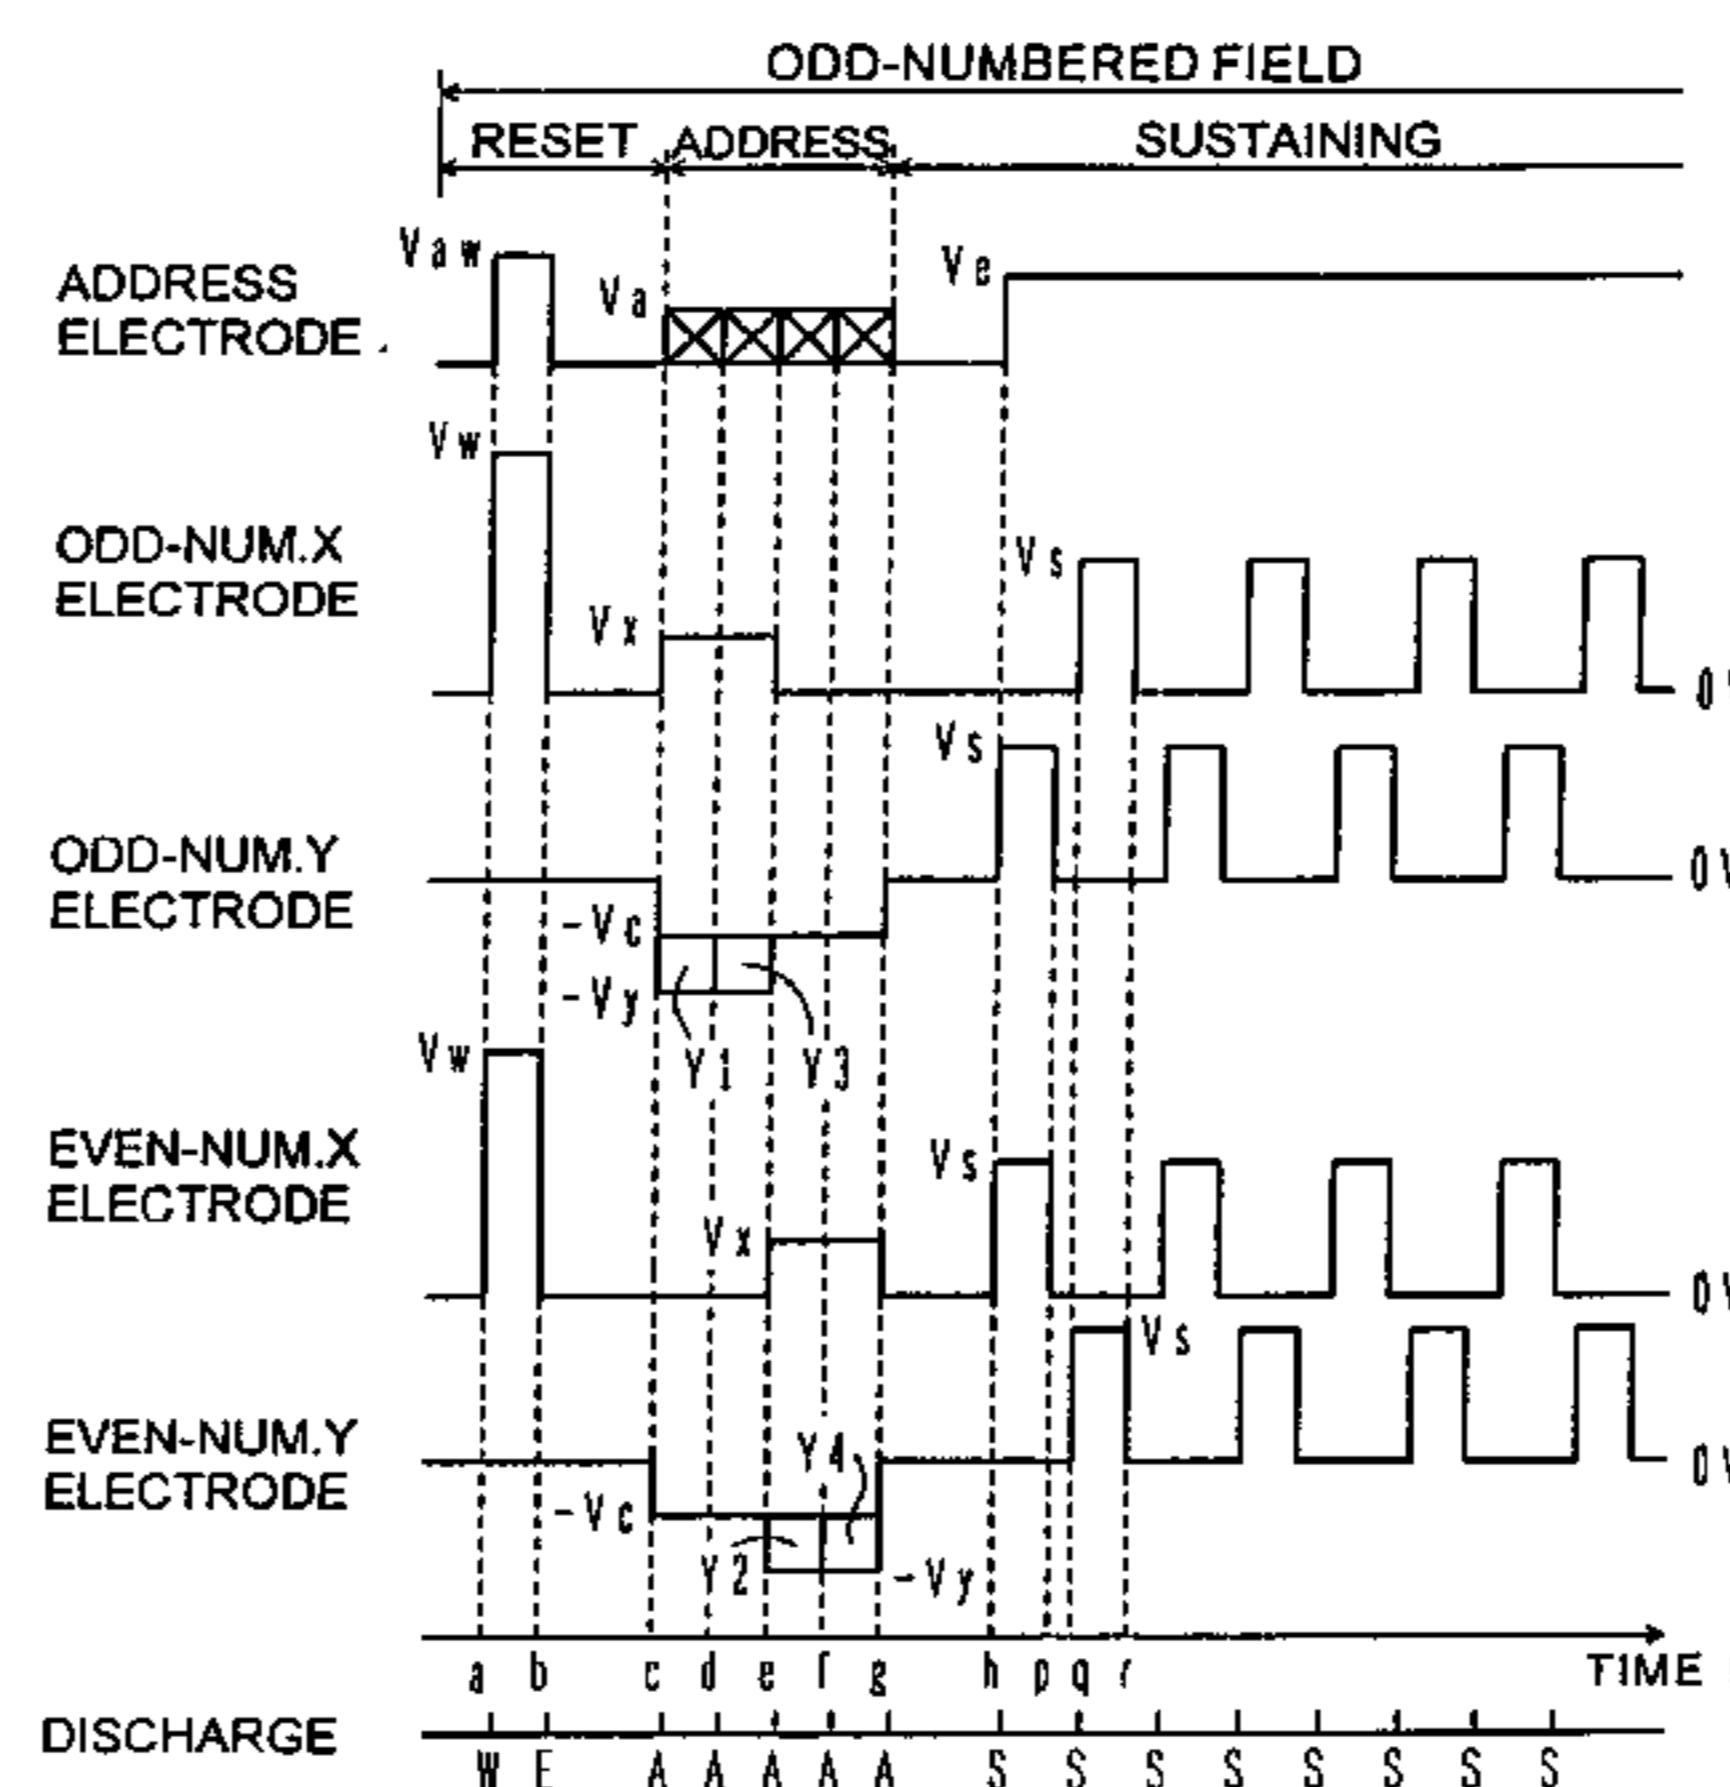 ODD-NUMBERED FIELD
RESET ADDRESS SUSTAINING
Vaw
Va
Ve
ADDRESS
ELECTRODE
Vw
Vs
ODD-NUM.X
ELECTRODE
Vx
0
Vs
ODD-NUM.Y
ELECTRODE
0V
-Vc
-Vy
Y1 Y3
Vw
EVEN-NUM.X
ELECTRODE
Vs
Vx
0V
Vs
EVEN-NUM.Y
ELECTRODE
Y4
0V
-Vc
Y2
-Vy
a b c d e f g h p q r
TIME
DISCHARGE
W E A A A A A S S S S S S S S